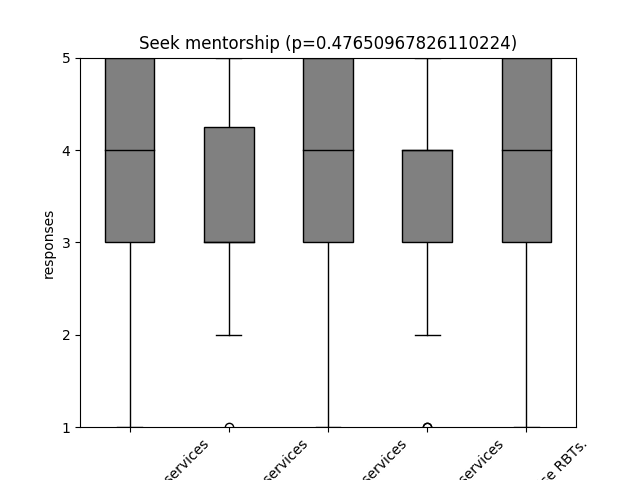 Seek mentorship (p=0.47650967826110224)
5
4
3
2
1
responses
services
services
services
services
RBTs.